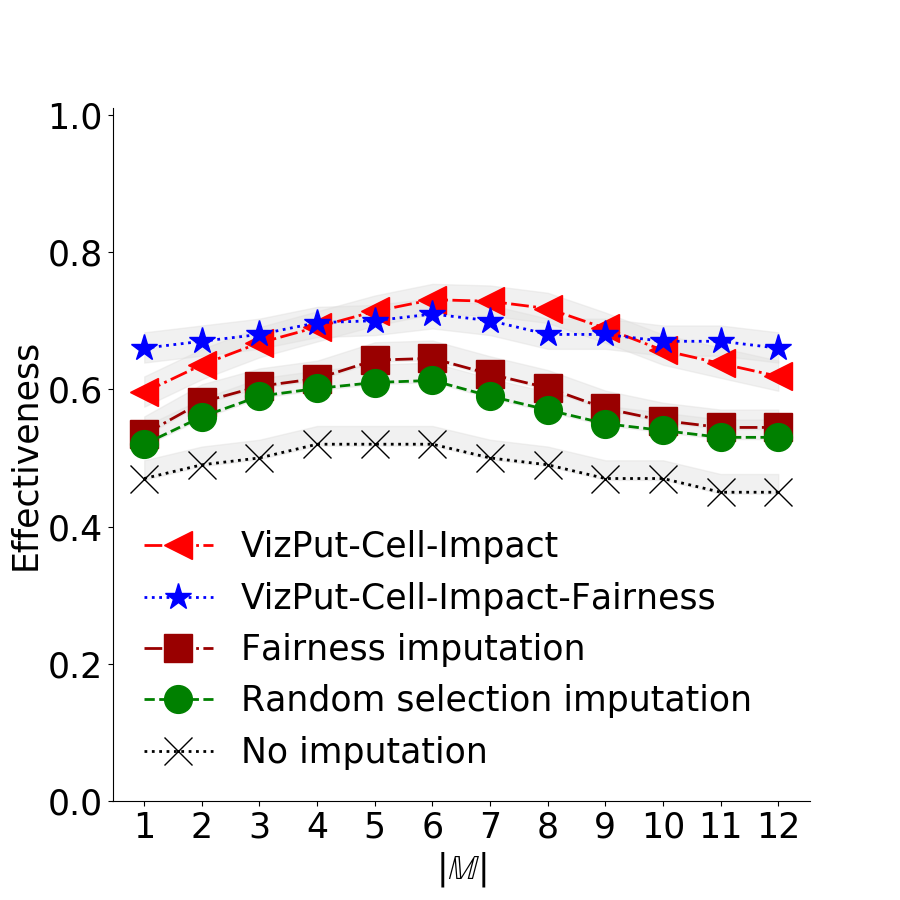 1.0
0.8
0.6
0.4
0.2
0.0
Effectiveness
VizPut-Cell-Impact
VizPut-Cell-Impact-Fairness
Fairness imputation
Random selection imputation
No imputation
1 2 3 4 5 6 7 8 9 10 11 12
|𝕄|